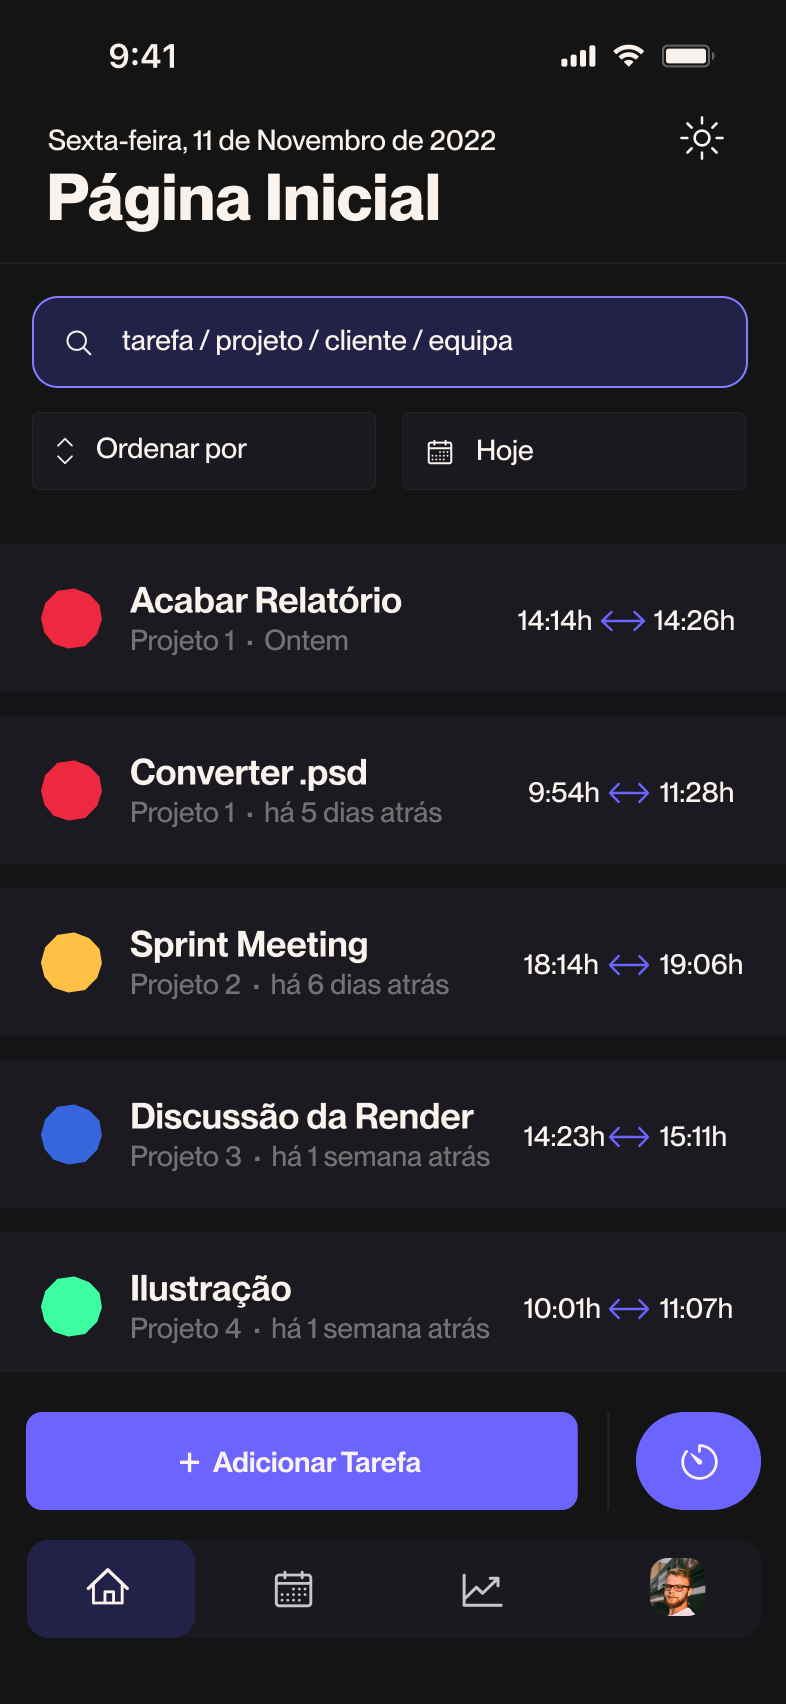 9:41
Sexta-feira, 11 de Novembro de 2022
Página Inicial
tarefa / projeto / cliente / equipa
Ordenar por
Hoje
Acabar Relatório
Projeto 1 · Ontem
14:14h 14:26h
Converter .psd
Projeto 1 · há 5 dias atrás
9:54h 11:28h
Sprint Meeting
Projeto 2 · há 6 dias atrás
18:14h 19:06h
Discussão da Render
Projeto 3 · há 1 semana atrás
14:23h 15:11h
Ilustração
Projeto 4 · há 1 semana atrás
10:01h 11:07h
+ Adicionar Tarefa